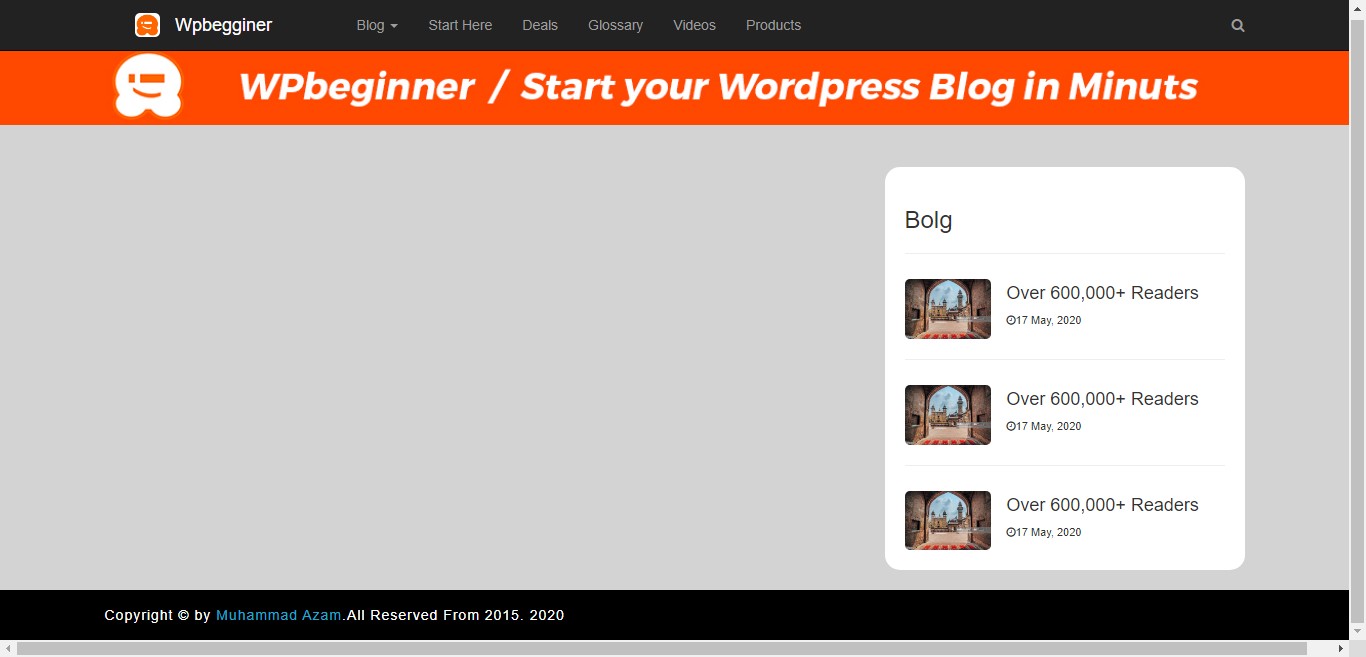 Wpbegginer Blog Start Here Deals Glossary Videos Products
WPbeginner / Start your Wordpress Blog in Minuts
Bolg
Over 600,000+ Readers
17 May, 2020
Over 600,000+ Readers
17 May, 2020
Over 600,000+ Readers
17 May, 2020
Copyright © by Muhammad Azam.All Reserved From 2015. 2020